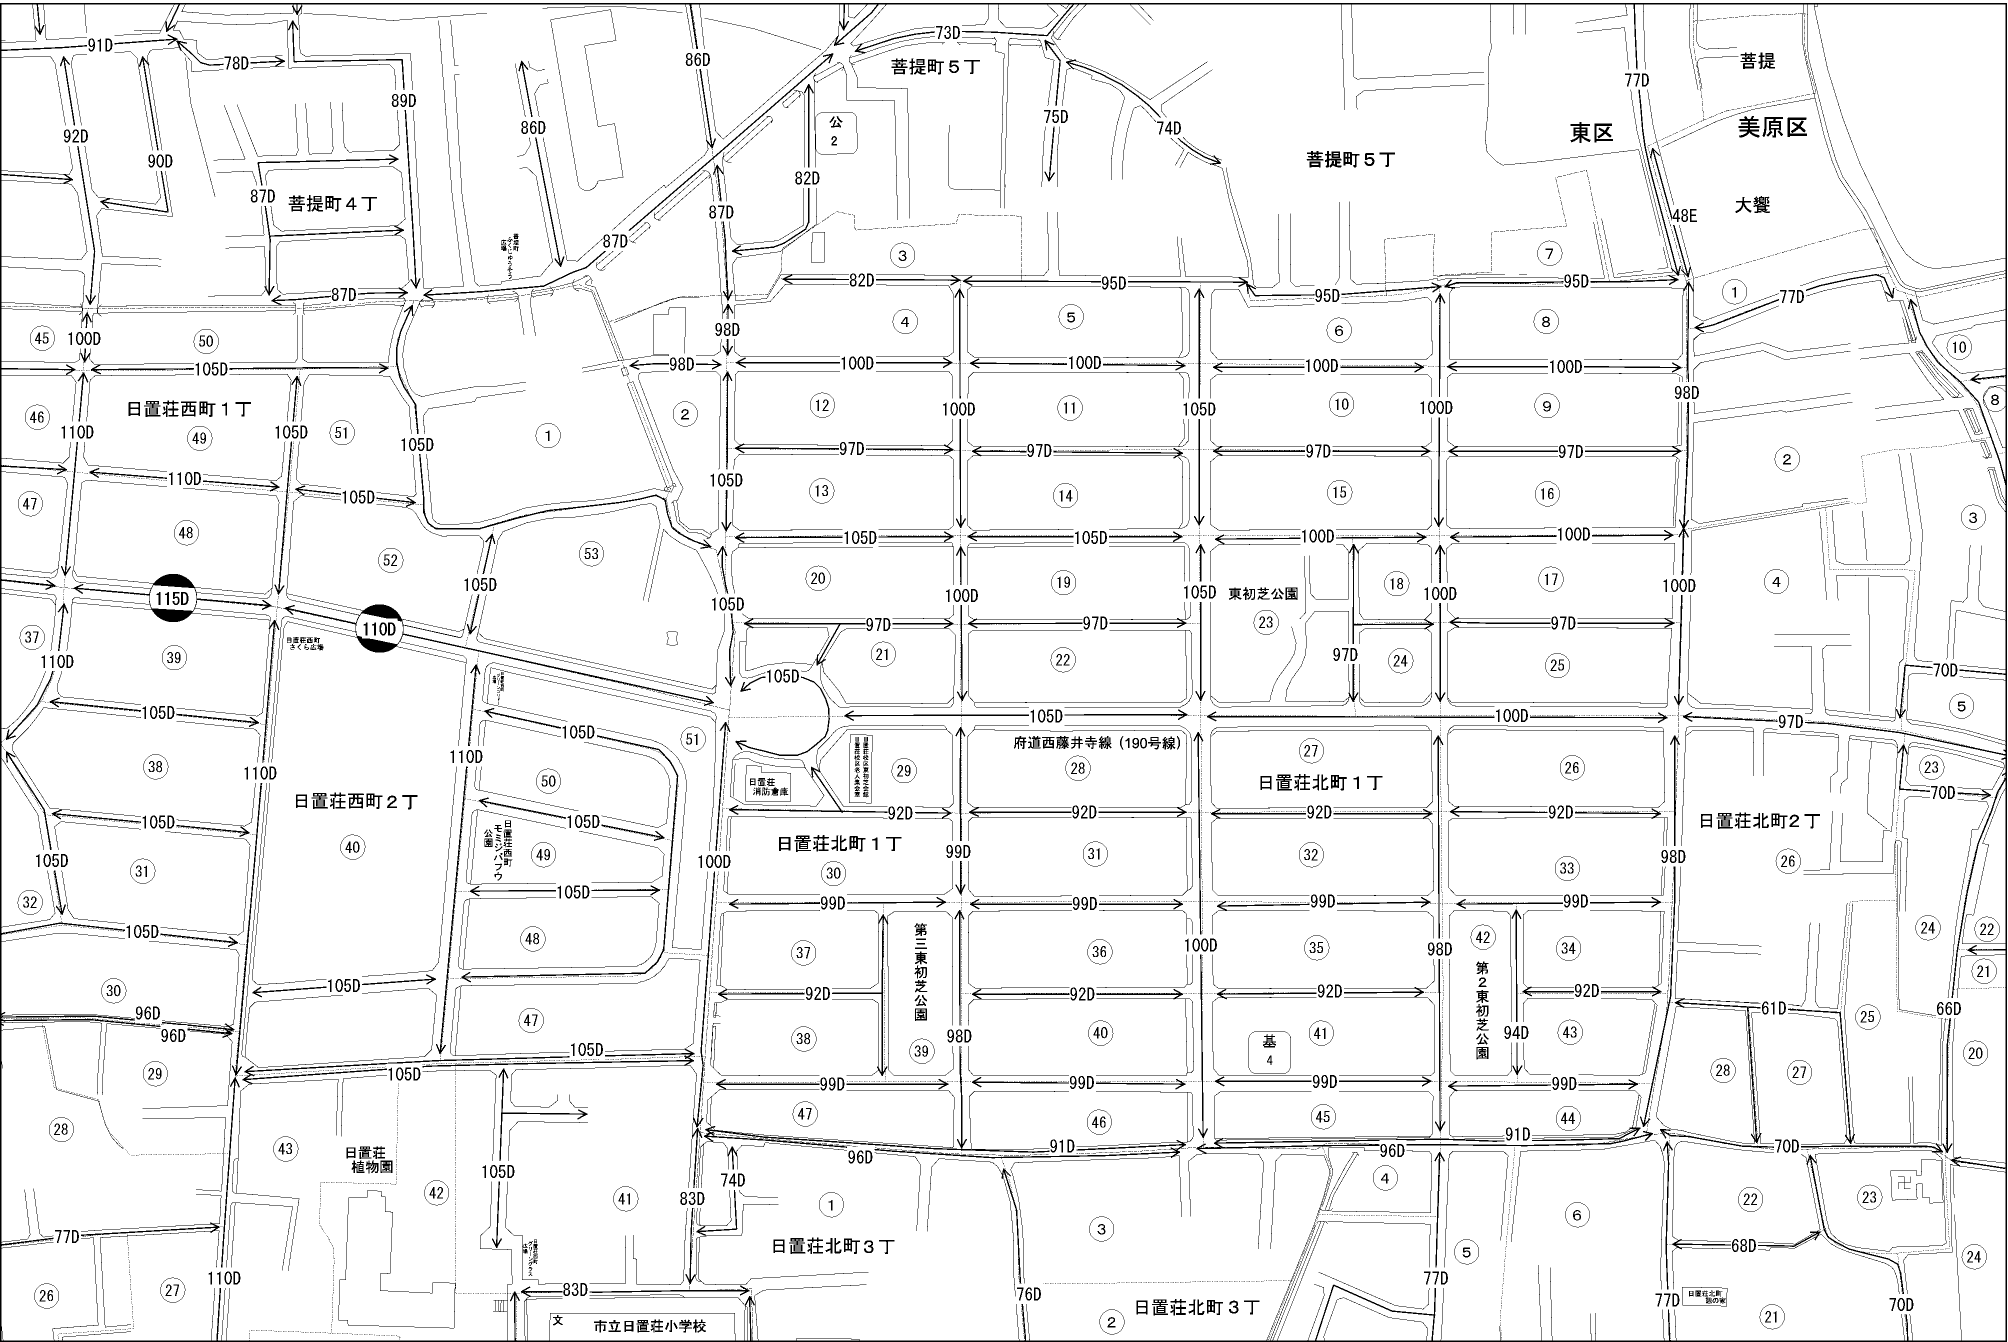 91D
78D
86D
73D
77D
菩提町5丁
菩提
89D
92D
86D
75D
74D
公
2
東区
美原区
菩提町5丁
90D
82D
87D
菩提町4丁
87D
大饗
48E
87D
3
7
87D
82D
95D
95D
95D
1
77D
45
100D
50
98D
4
5
6
8
10
105D
98D
100D
100D
100D
100D
98D
8
46
日置荘西町1丁
110D
49
105D
51
105D
1
2
12
100D
11
105D
10
100D
9
97D
97D
97D
97D
2
110D
105D
105D
47
13
14
15
16
48
105D
105D
100D
100D
3
52
53
105D
115D
110D
20
105D
19
100D
105D
東初芝公園
18
100D
17
100D
4
37
39
日置荘西町
さくら広場
97D
97D
23
97D
110D
21
22
97D
24
25
70D
105D
105D
105D
105D
100D
97D
5
51
府道西藤井寺線(190号線)
27
28
26
38
110D
110D
50
29
日置荘
消防倉庫
日置荘北町1丁
23
70D
日置荘西町2丁
105D
105D
92D
92D
92D
92D
日置荘北町2丁
40
日置荘西町
モミジバフウ
公園
49
日置荘北町1丁
105D
100D
99D
31
32
98D
26
31
30
33
32
105D
99D
99D
99D
99D
105D
48
37
第三東初芝公園
36
100D
35
98D
42
34
24
22
第2東初芝公園
21
30
105D
92D
92D
92D
92D
96D
96D
47
61D
25
66D
38
39
98D
40
基
4
41
94D
43
20
105D
105D
29
99D
99D
99D
99D
28
27
28
47
46
45
44
43
日置荘
植物園
96D
91D
91D
96D
70D
105D
74D
4
42
41
83D
1
3
6
22
23
77D
日置荘北町3丁
5
68D
24
110D
26
27
83D
76D
77D
77D
70D
日置荘北町3丁
2
21
文
市立日置荘小学校